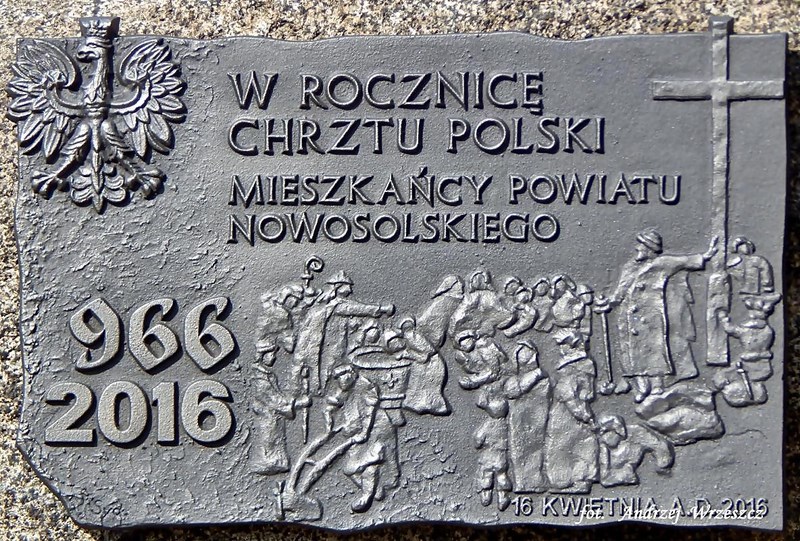 W ROCZNICĘ
CHRZTU POLSKI
MIESZKAŃCY POWIATU
NOWOSOLSKIEGO
966
2016
16 KWIETNIA A.D. 2016
fot. Andrzej Wrzeszcz